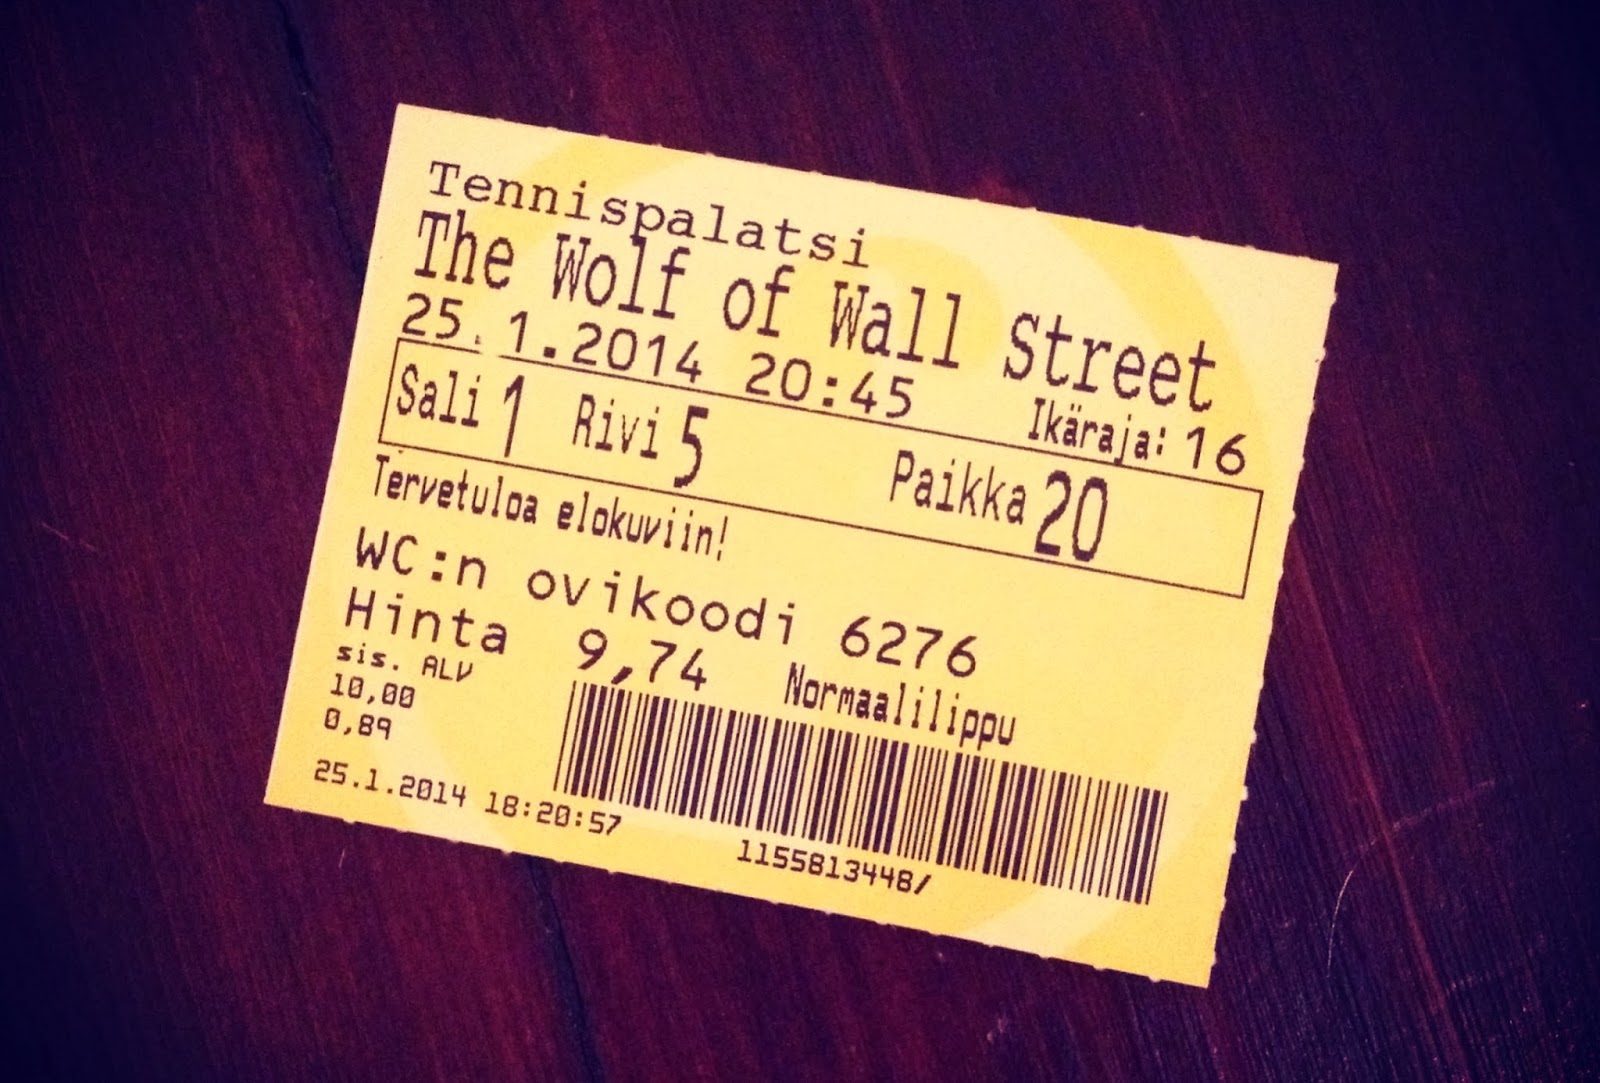 Tennispalatsi
The Wolf of Wall Street
25.1.2014 20:45 Ikäraja: 16
Sali 1 Rivi 5 Paikka 20
Tervetuloa elokuviin!
WC:n ovikoodi 6276
Hinta 9,74 Normaalilippu
sis. ALV
10,00
0,89
25.1.2014 18:20:57
1155813448/